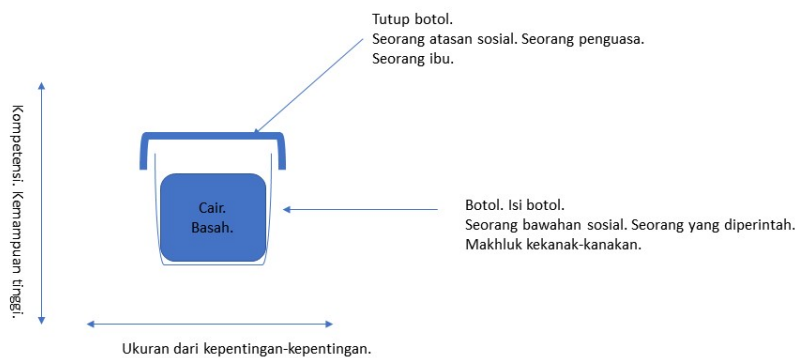 Tutup botol.
Seorang atasan sosial. Seorang penguasa.
Seorang ibu.
Kompetensi. Kemampuan tinggi.
Cair.
Basah.
Botol. Isi botol.
Seorang bawahan sosial. Seorang yang diperintah.
Makhluk kekanak-kanakan.
Ukuran dari kepentingan-kepentingan.